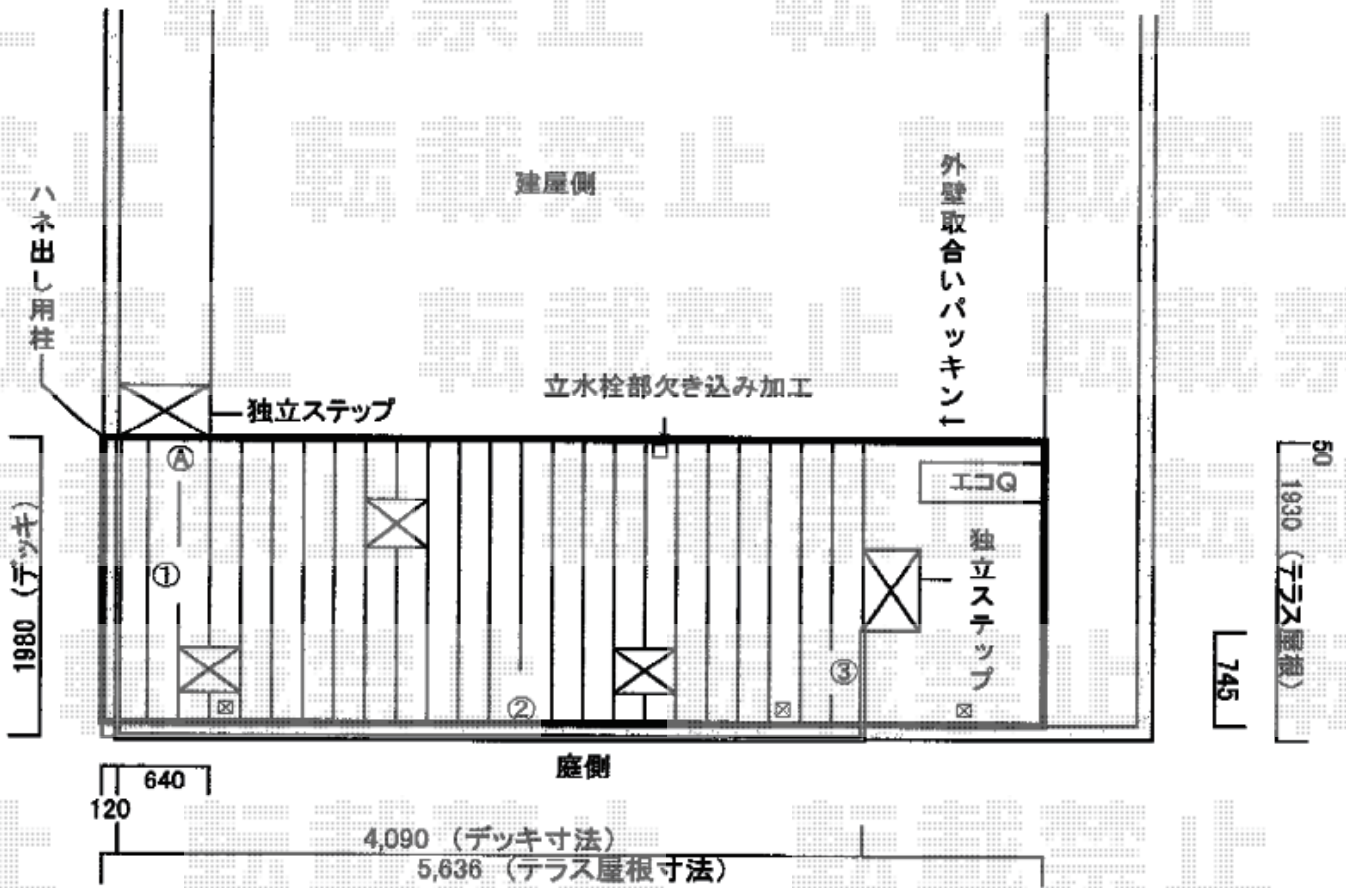 転載禁止
建屋側
ハネ出し用柱
外壁取合いパッキン↑
独立ステップ
立水栓部欠き込み加工
Ⓐ
エコQ
独立ステップ
①
②
③
1980 (デッキ)
50
1930 (テラス屋根)
745
庭側
640
120
4,090 (デッキ寸法)
5,636 (テラス屋根寸法)